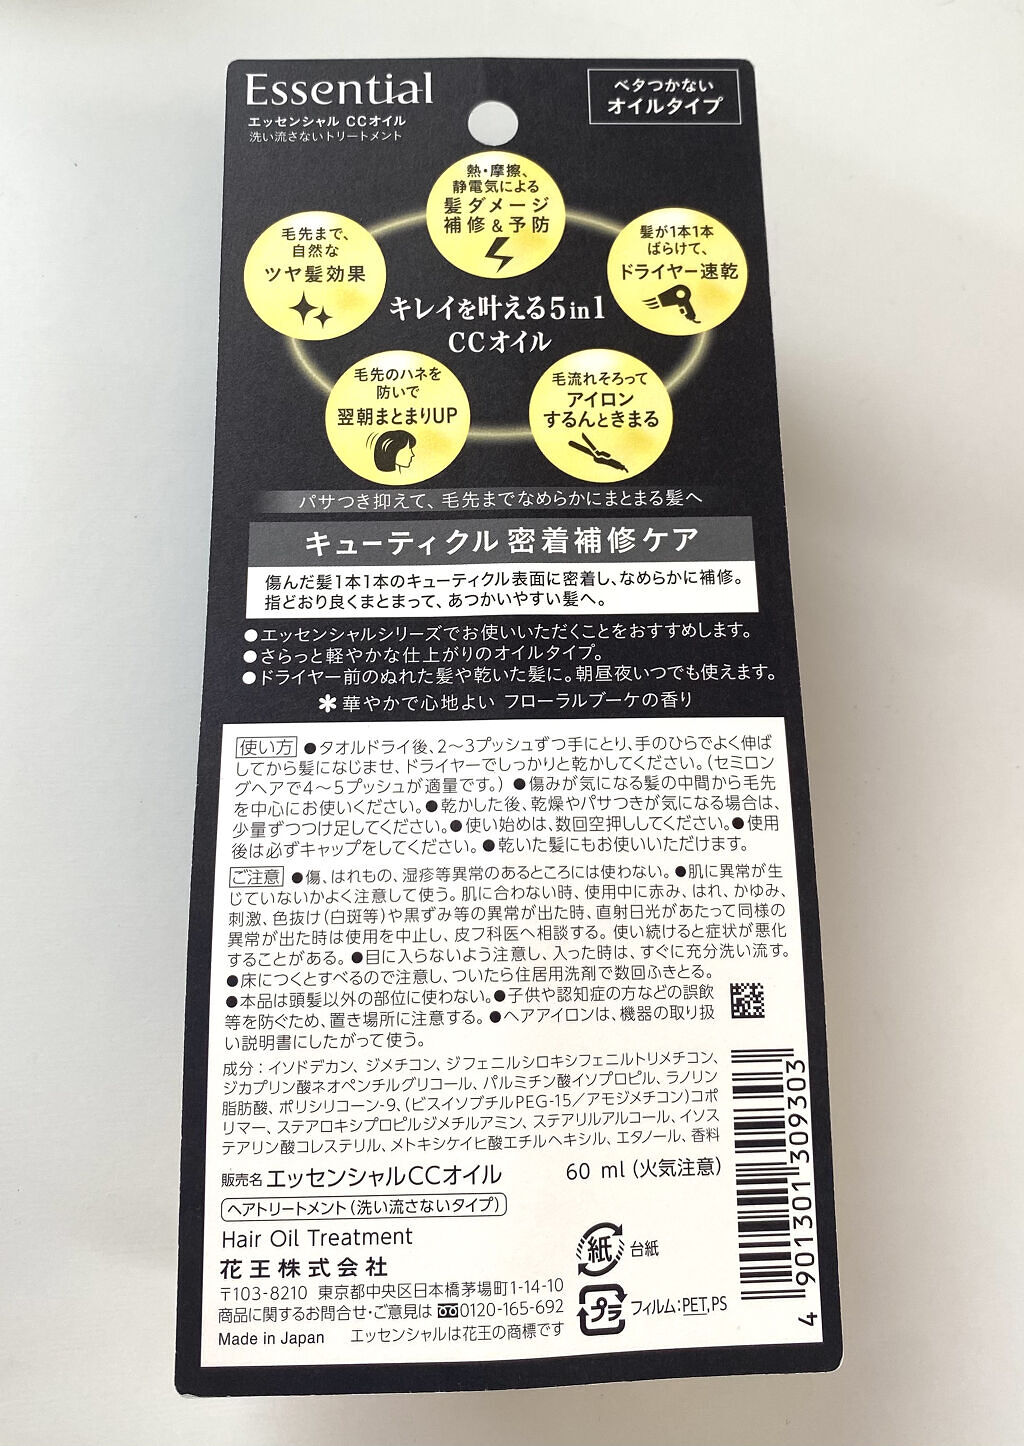 Essential
エッセンシャル CCオイル
洗い流さないトリートメント
ベタつかない
オイルタイプ
熱・摩擦、
静電気による
髪ダメージ
補修&予防
毛先まで、
自然な
ツヤ髪効果
髪が1本1本
ばらけて、
ドライヤー速乾
キレイを叶える5in1
CCオイル
毛先のハネを
防いで
翌朝まとまりUP
毛流れそろって
アイロン
するんときまる
パサつき抑えて、毛先までなめらかにまとまる髪へ
キューティクル密着補修ケア
傷んだ髪1本1本のキューティクル表面に密着し、なめらかに補修。
指どおり良くまとまって、あつかいやすい髪へ。
●エッセンシャルシリーズでお使いいただくことをおすすめします。
●さらっと軽やかな仕上がりのオイルタイプ。
●ドライヤー前のぬれた髪や乾いた髪に。朝昼夜いつでも使えます。
✽華やかで心地よい フローラルブーケの香り
使い方 ●タオルドライ後、2〜3プッシュずつ手にとり、手のひらでよく伸ば
してから髪になじませ、ドライヤーでしっかりと乾かしてください。(セミロン
グヘアで4〜5プッシュが適量です。) ●傷みが気になる髪の中間から毛先
を中心にお使いください。●乾かした後、乾燥やパサつきが気になる場合は、
少量ずつつけ足してください。●使い始めは、数回空押ししてください。●使用
後は必ずキャップをしてください。●乾いた髪にもお使いいただけます。
ご注意 ●傷、はれもの、湿疹等異常のあるところには使わない。●肌に異常が生
じていないかよく注意して使う。肌に合わない時、使用中に赤み、はれ、かゆみ、
刺激、色抜け(白斑等)や黒ずみ等の異常が出た時、直射日光があたって同様の
異常が出た時は使用を中止し、皮フ科医へ相談する。使い続けると症状が悪化
することがある。●目に入らないよう注意し、入った時は、すぐに充分洗い流す。
●床につくとすべるので注意し、ついたら住居用洗剤で数回ふきとる。
●本品は頭髪以外の部位に使わない。●子供や認知症の方などの誤飲
等を防ぐため、置き場所に注意する。●ヘアアイロンは、機器の取り扱
い説明書にしたがって使う。
成分:イソドデカン、ジメチコン、ジフェニルシロキシフェニルトリメチコン、
ジカプリン酸ネオペンチルグリコール、パルミチン酸イソプロピル、ラノリン
脂肪酸、ポリシリコーン-9、(ビスイソブチルPEG-15/アモジメチコン)コポ
リマー、ステアロキシプロピルジメチルアミン、ステアリルアルコール、イソス
テアリン酸コレステリル、メトキシケイヒ酸エチルヘキシル、エタノール、香料
販売名 エッセンシャルCCオイル 60 ml (火気注意)
ヘアトリートメント(洗い流さないタイプ)
Hair Oil Treatment
花王株式会社
〒103-8210 東京都中央区日本橋茅場町1-14-10
商品に関するお問合せ・ご意見は 0120-165-692
Made in Japan エッセンシャルは花王の商標です
紙 台紙
プラ フィルム:PET,PS
4 901301 309303